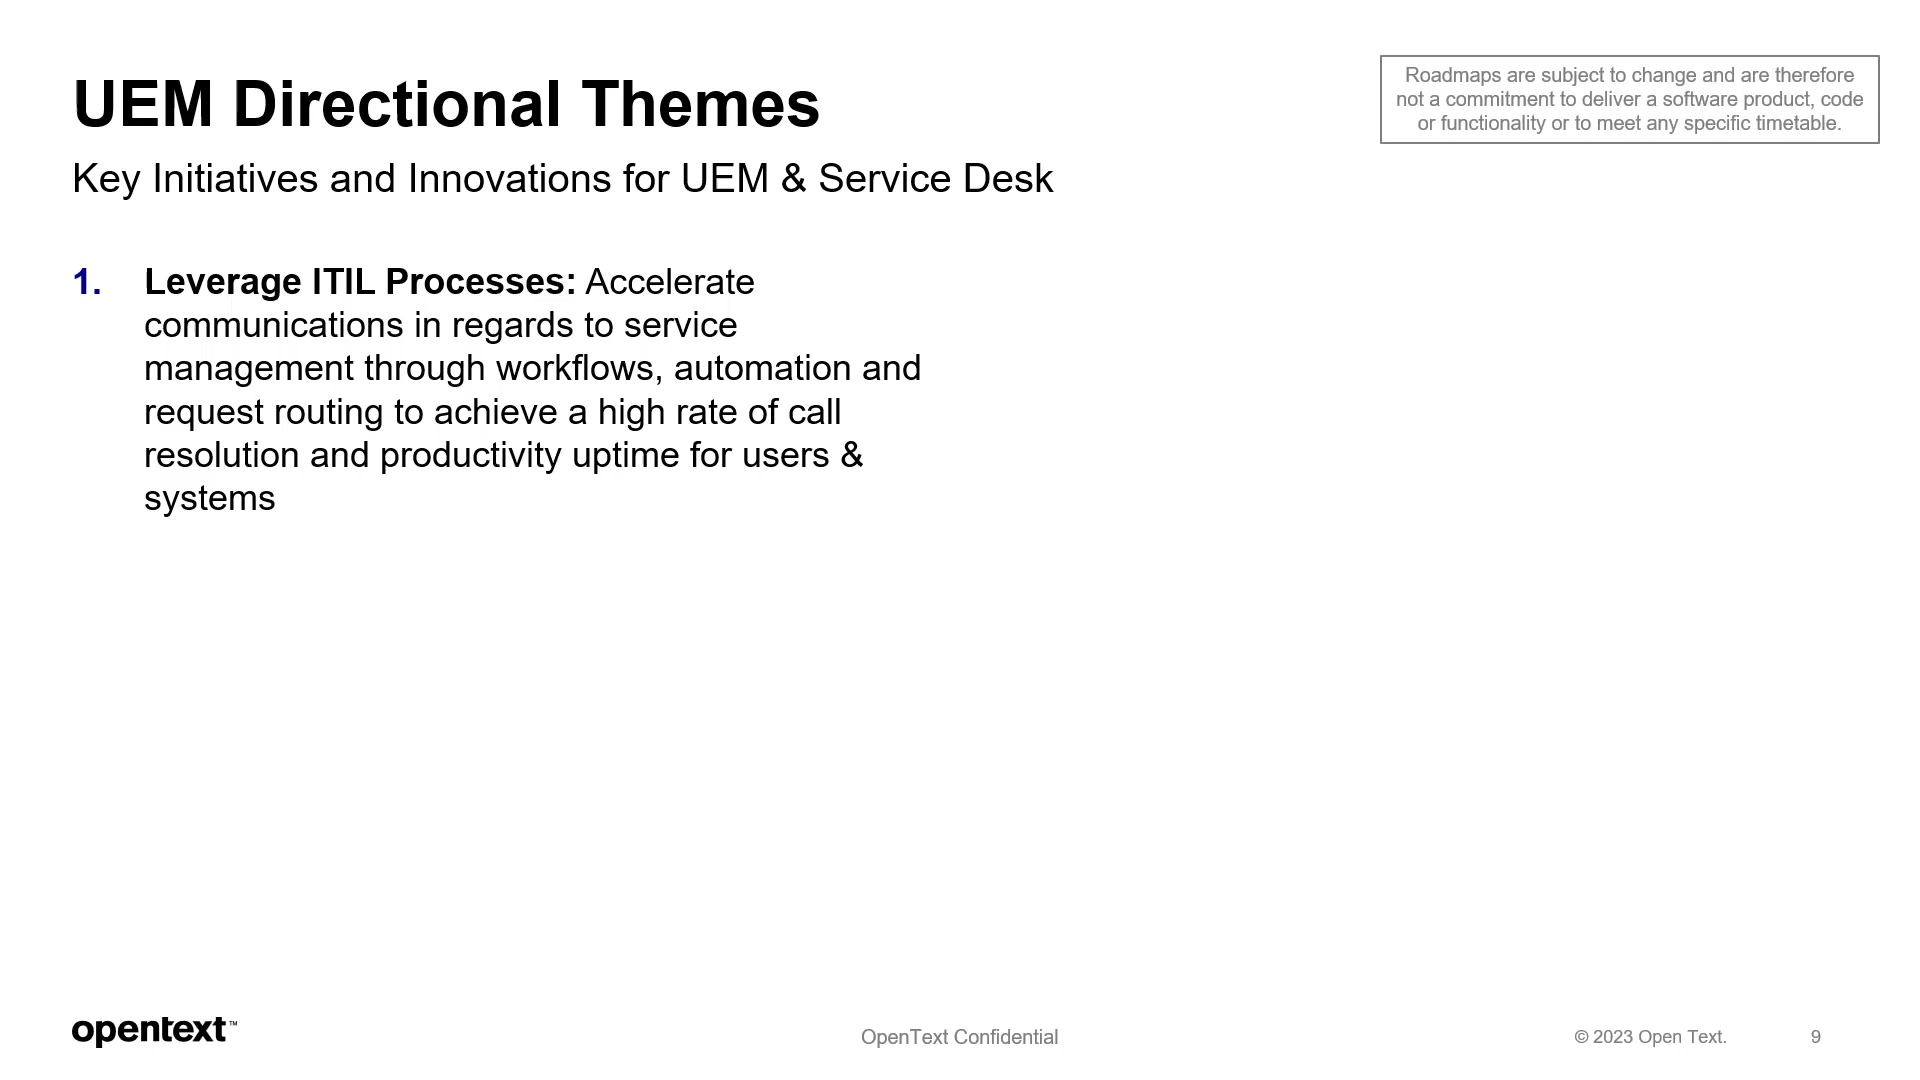 UEM Directional Themes
Roadmaps are subject to change and are therefore
not a commitment to deliver a software product, code
or functionality or to meet any specific timetable.
Key Initiatives and Innovations for UEM & Service Desk
1. Leverage ITIL Processes: Accelerate
communications in regards to service
management through workflows, automation and
request routing to achieve a high rate of call
resolution and productivity uptime for users &
systems
opentext™
OpenText Confidential
© 2023 Open Text.
9